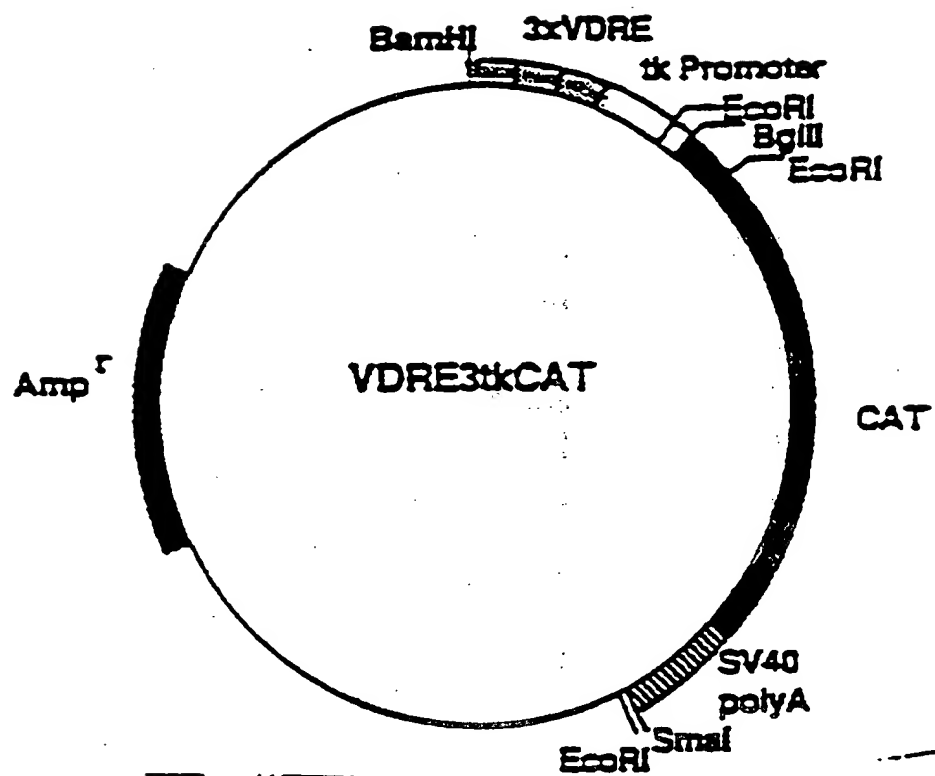 3xVDRE
BamHI
tk Promoter
EcoRI
BglII
EcoRI
Amp r
VDRE3tkCAT
CAT
SV40
polyA
SmaI
EcoRI